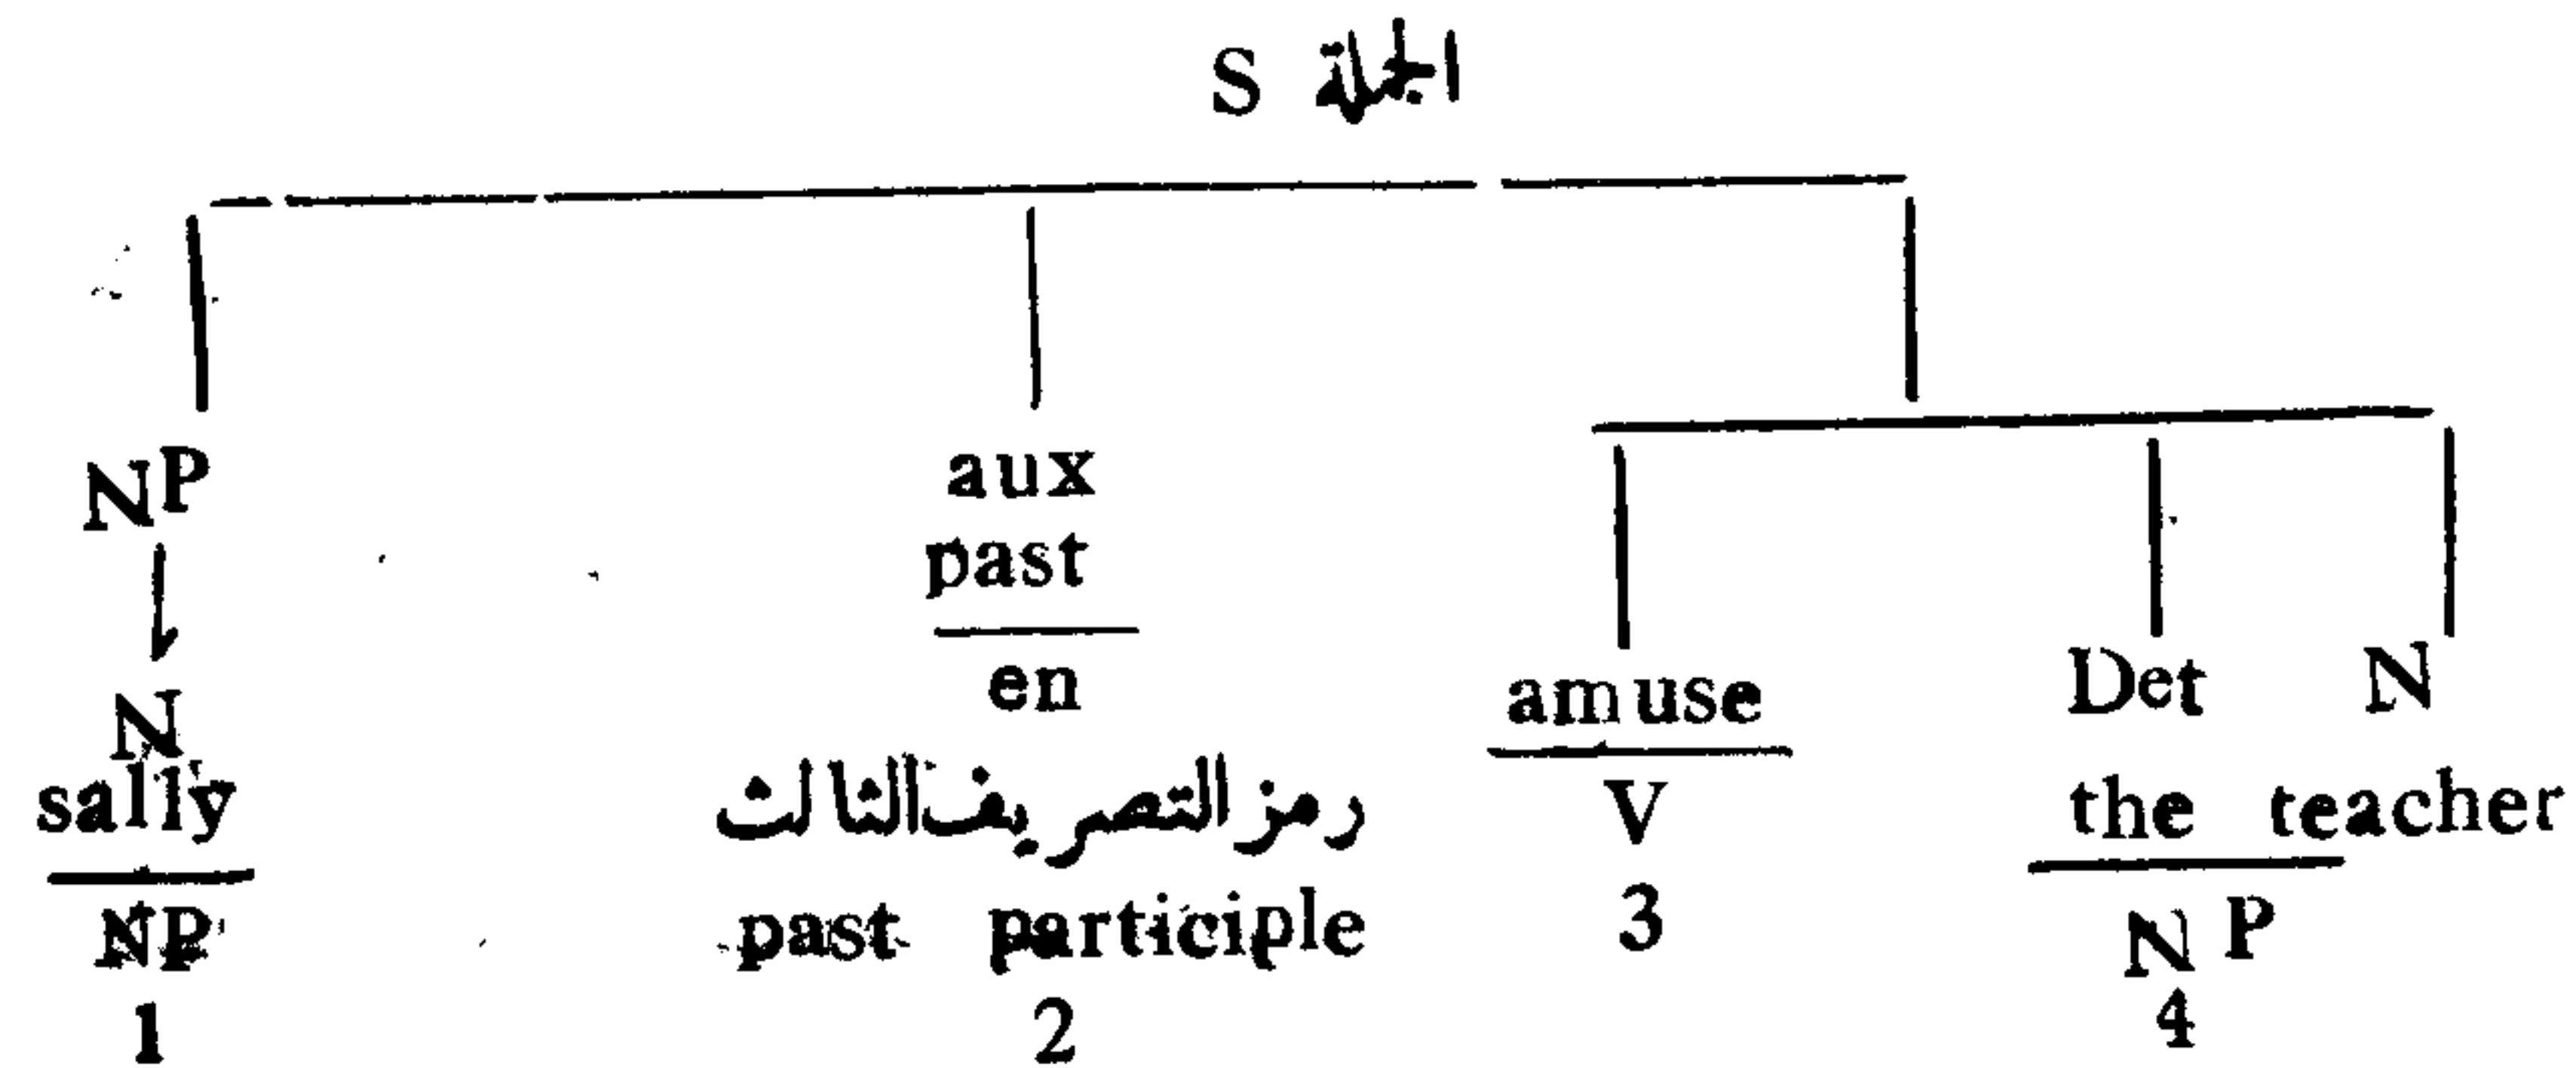 S الجملة
NP aux
past
N en amuse Det N
sally رمز التصريف الثالث V the teacher
NP past participle 3 NP
1 2 4